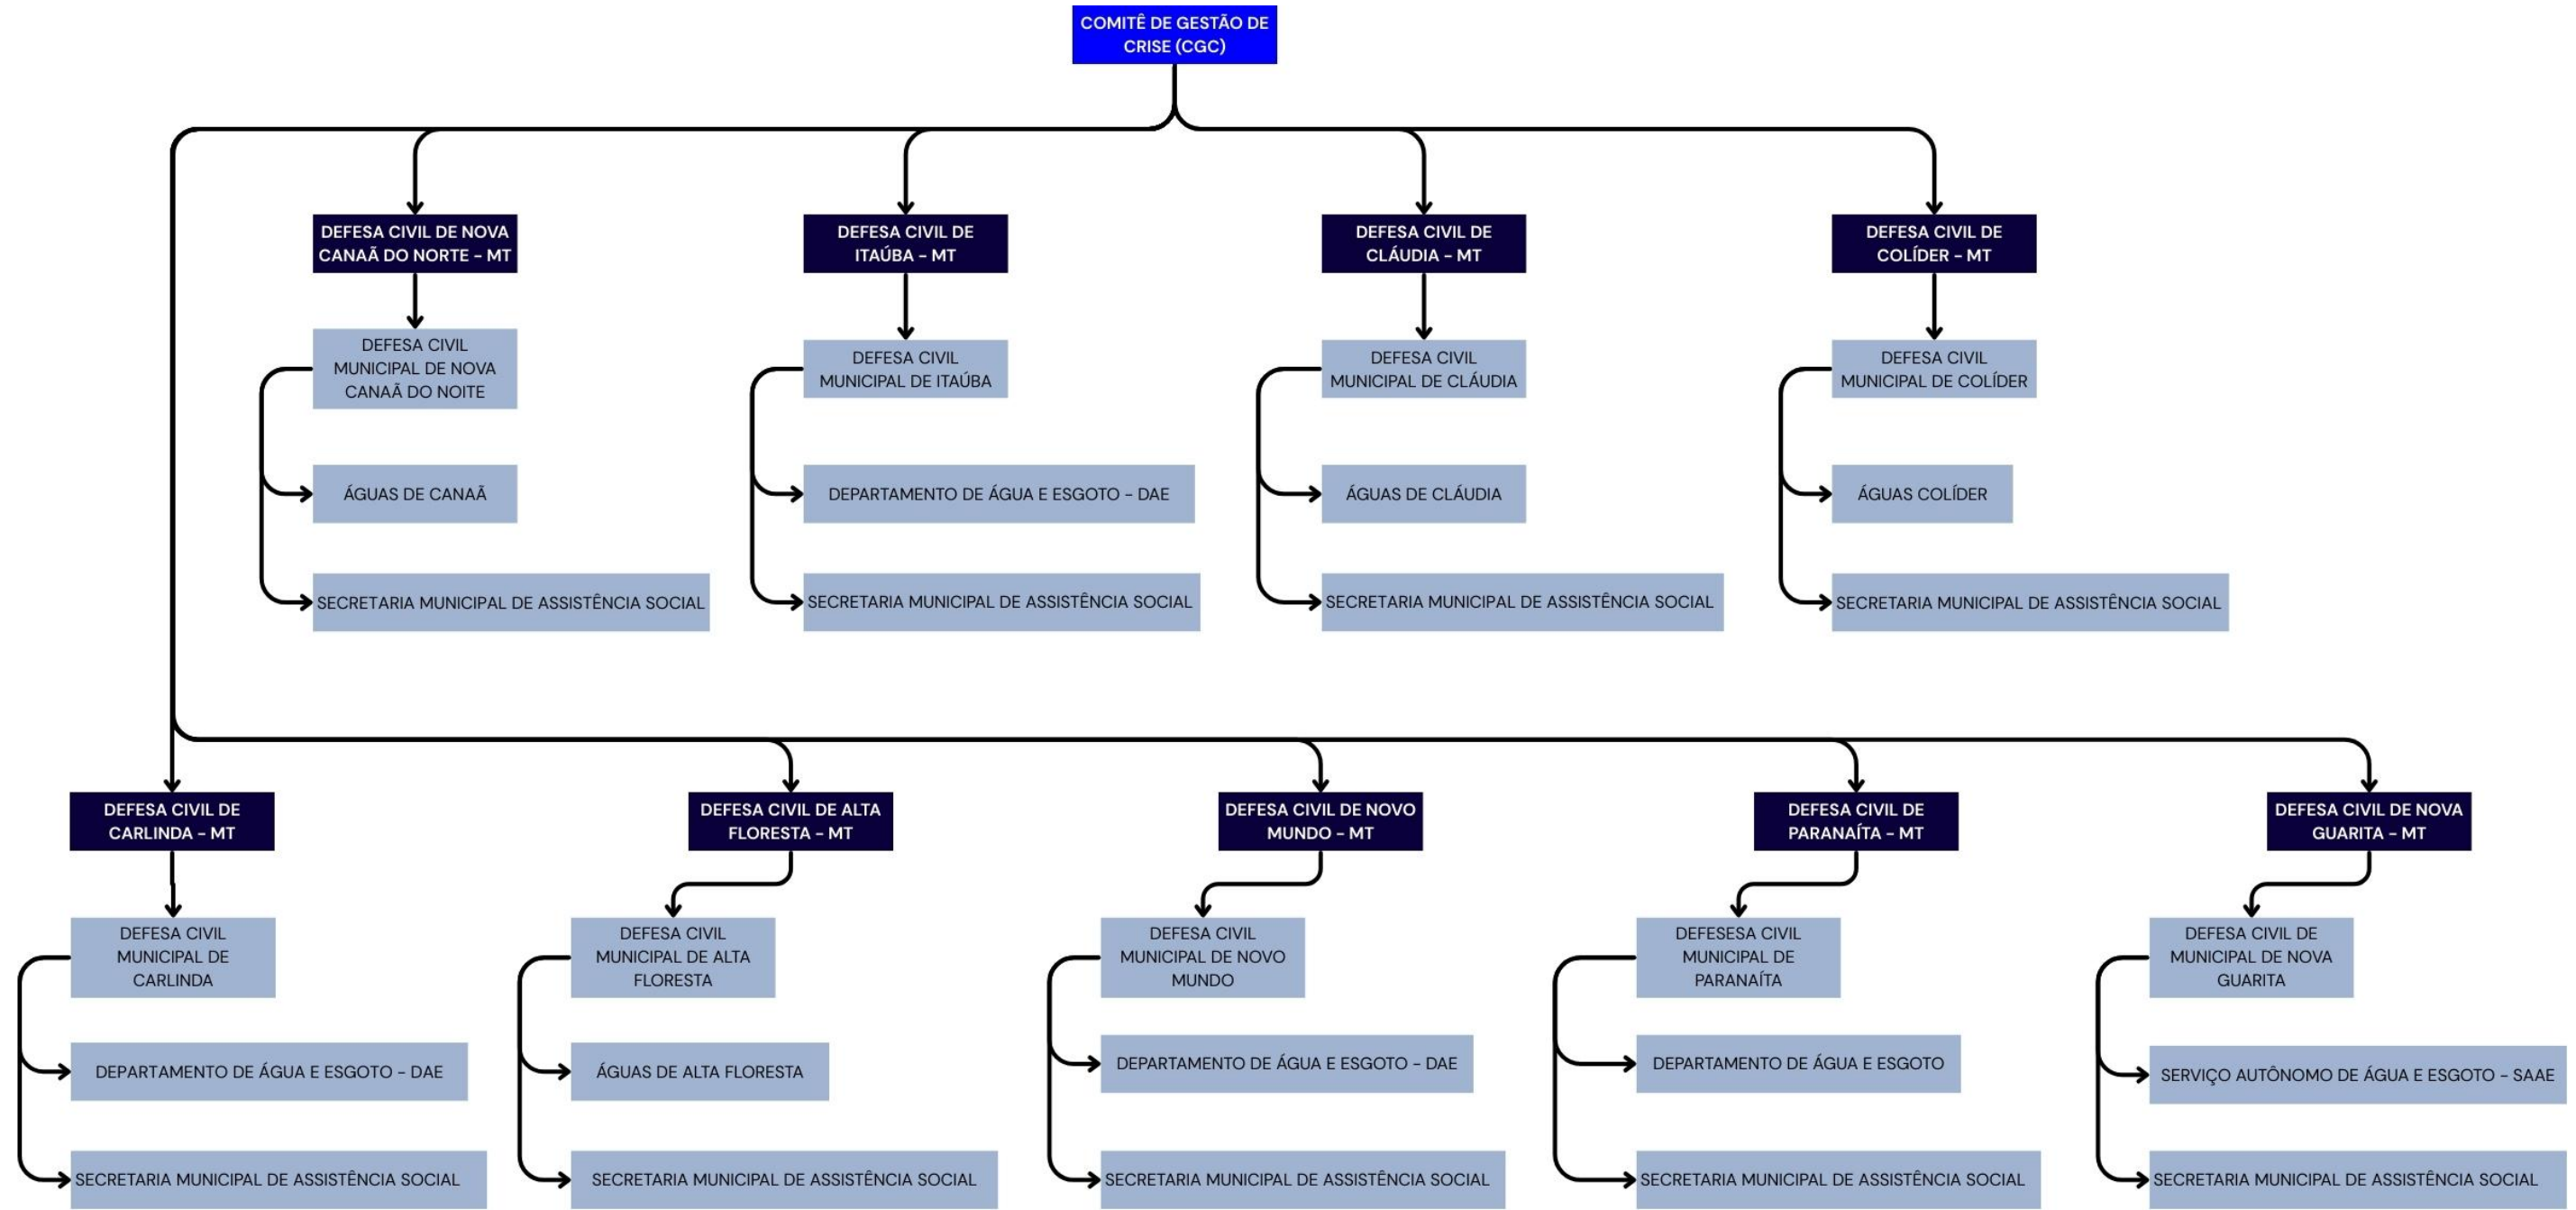 COMITÊ DE GESTÃO DE
CRISE (CGC)
DEFESA CIVIL DE NOVA
CANAÃ DO NORTE - MT
DEFESA CIVIL DE
ITAÚBA - MT
DEFESA CIVIL DE
CLÁUDIA - MT
DEFESA CIVIL DE
COLÍDER - MT
DEFESA CIVIL
MUNICIPAL DE NOVA
CANAÃ DO NOITE
DEFESA CIVIL
MUNICIPAL DE ITAÚBA
DEFESA CIVIL
MUNICIPAL DE CLÁUDIA
DEFESA CIVIL
MUNICIPAL DE COLÍDER
ÁGUAS DE CANAÃ
DEPARTAMENTO DE ÁGUA E ESGOTO - DAE
ÁGUAS DE CLÁUDIA
ÁGUAS COLÍDER
SECRETARIA MUNICIPAL DE ASSISTÊNCIA SOCIAL
SECRETARIA MUNICIPAL DE ASSISTÊNCIA SOCIAL
SECRETARIA MUNICIPAL DE ASSISTÊNCIA SOCIAL
SECRETARIA MUNICIPAL DE ASSISTÊNCIA SOCIAL
DEFESA CIVIL DE
CARLINDA - MT
DEFESA CIVIL DE ALTA
FLORESTA - MT
DEFESA CIVIL DE NOVO
MUNDO - MT
DEFESA CIVIL DE
PARANAÍTA - MT
DEFESA CIVIL DE NOVA
GUARITA - MT
DEFESA CIVIL
MUNICIPAL DE
CARLINDA
DEFESA CIVIL
MUNICIPAL DE ALTA
FLORESTA
DEFESA CIVIL
MUNICIPAL DE NOVO
MUNDO
DEFESESA CIVIL
MUNICIPAL DE
PARANAÍTA
DEFESA CIVIL DE
MUNICIPAL DE NOVA
GUARITA
DEPARTAMENTO DE ÁGUA E ESGOTO - DAE
ÁGUAS DE ALTA FLORESTA
DEPARTAMENTO DE ÁGUA E ESGOTO - DAE
DEPARTAMENTO DE ÁGUA E ESGOTO
SERVIÇO AUTÔNOMO DE ÁGUA E ESGOTO - SAAE
SECRETARIA MUNICIPAL DE ASSISTÊNCIA SOCIAL
SECRETARIA MUNICIPAL DE ASSISTÊNCIA SOCIAL
SECRETARIA MUNICIPAL DE ASSISTÊNCIA SOCIAL
SECRETARIA MUNICIPAL DE ASSISTÊNCIA SOCIAL
SECRETARIA MUNICIPAL DE ASSISTÊNCIA SOCIAL